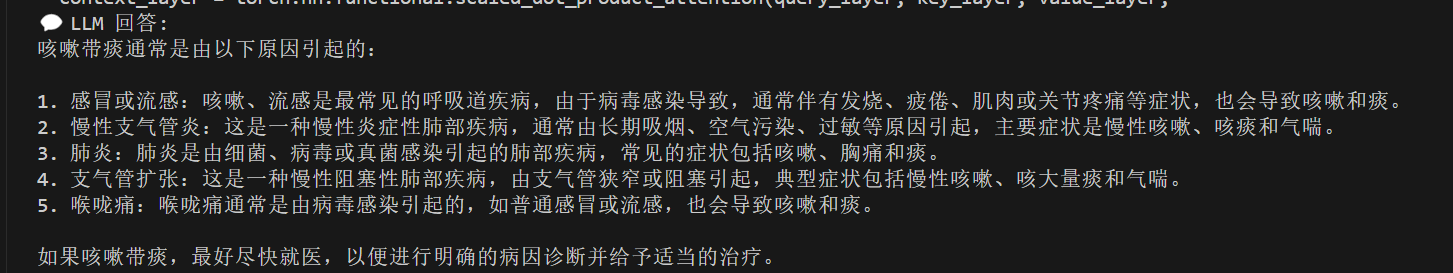 context_layer = torch.nn.functional.scaled_dot_product_attention(query_layer, key_layer, value_layer,
💬 LLM 回答:
咳嗽带痰通常是由以下原因引起的：
1. 感冒或流感：咳嗽、流感是最常见的呼吸道疾病，由于病毒感染导致，通常伴有发烧、疲倦、肌肉或关节疼痛等症状，也会导致咳嗽和痰。
2. 慢性支气管炎：这是一种慢性炎症性肺部疾病，通常由长期吸烟、空气污染、过敏等原因引起，主要症状是慢性咳嗽、咳痰和气喘。
3. 肺炎：肺炎是由细菌、病毒或真菌感染引起的肺部疾病，常见的症状包括咳嗽、胸痛和痰。
4. 支气管扩张：这是一种慢性阻塞性肺部疾病，由支气管狭窄或阻塞引起，典型症状包括慢性咳嗽、咳大量痰和气喘。
5. 喉咙痛：喉咙痛通常是由病毒感染引起的，如普通感冒或流感，也会导致咳嗽和痰。
如果咳嗽带痰，最好尽快就医，以便进行明确的病因诊断并给予适当的治疗。